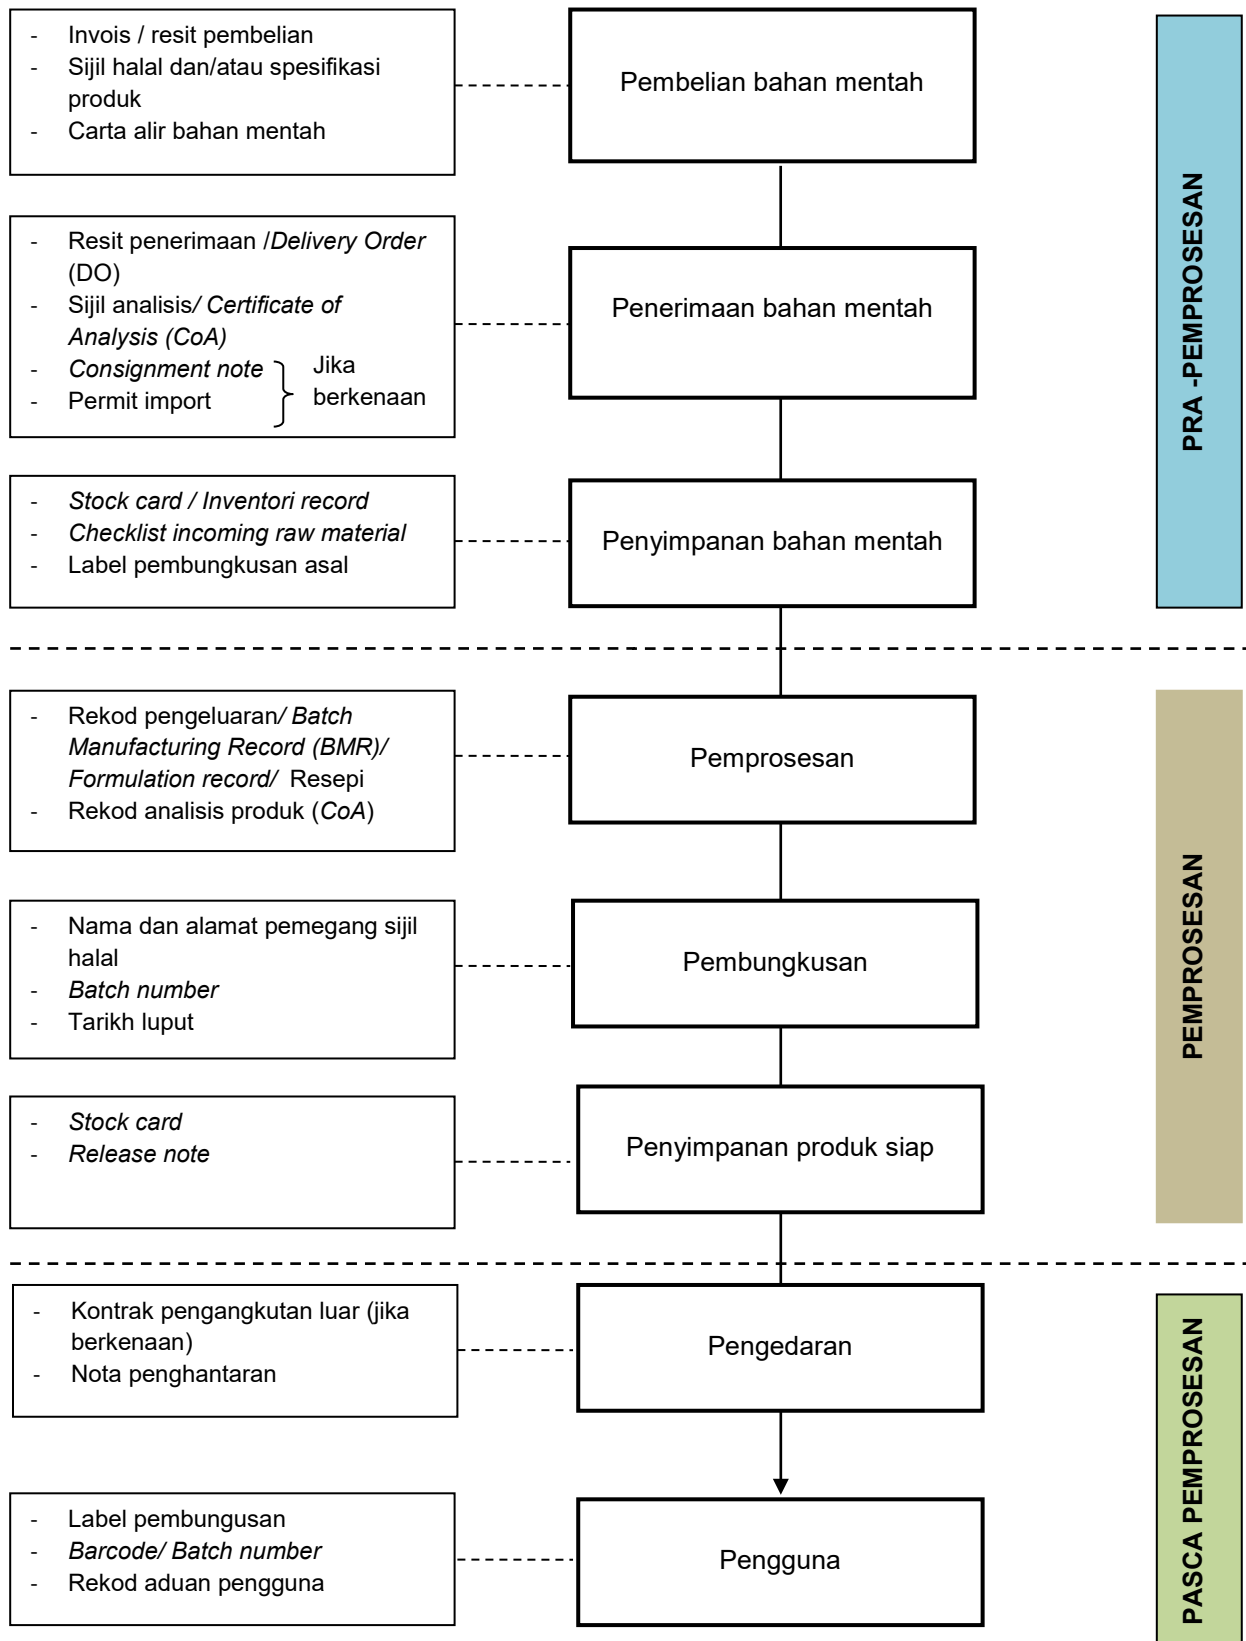 - Invois / resit pembelian
- Sijil halal dan/atau spesifikasi
produk
- Carta alir bahan mentah
Pembelian bahan mentah
- Resit penerimaan /Delivery Order
(DO)
- Sijil analisis/ Certificate of
Analysis (CoA)
- Consignment note
- Permit import
Jika
berkenaan
Penerimaan bahan mentah
- Stock card / Inventori record
- Checklist incoming raw material
- Label pembungkusan asal
Penyimpanan bahan mentah
PRA -PEMPROSESAN
- Rekod pengeluaran/ Batch
Manufacturing Record (BMR)/
Formulation record/ Resepi
- Rekod analisis produk (CoA)
Pemprosesan
- Nama dan alamat pemegang sijil
halal
- Batch number
- Tarikh luput
Pembungkusan
- Stock card
- Release note
Penyimpanan produk siap
PEMPROSESAN
- Kontrak pengangkutan luar (jika
berkenaan)
- Nota penghantaran
Pengedaran
- Label pembungusan
- Barcode/ Batch number
- Rekod aduan pengguna
Pengguna
PASCA PEMPROSESAN